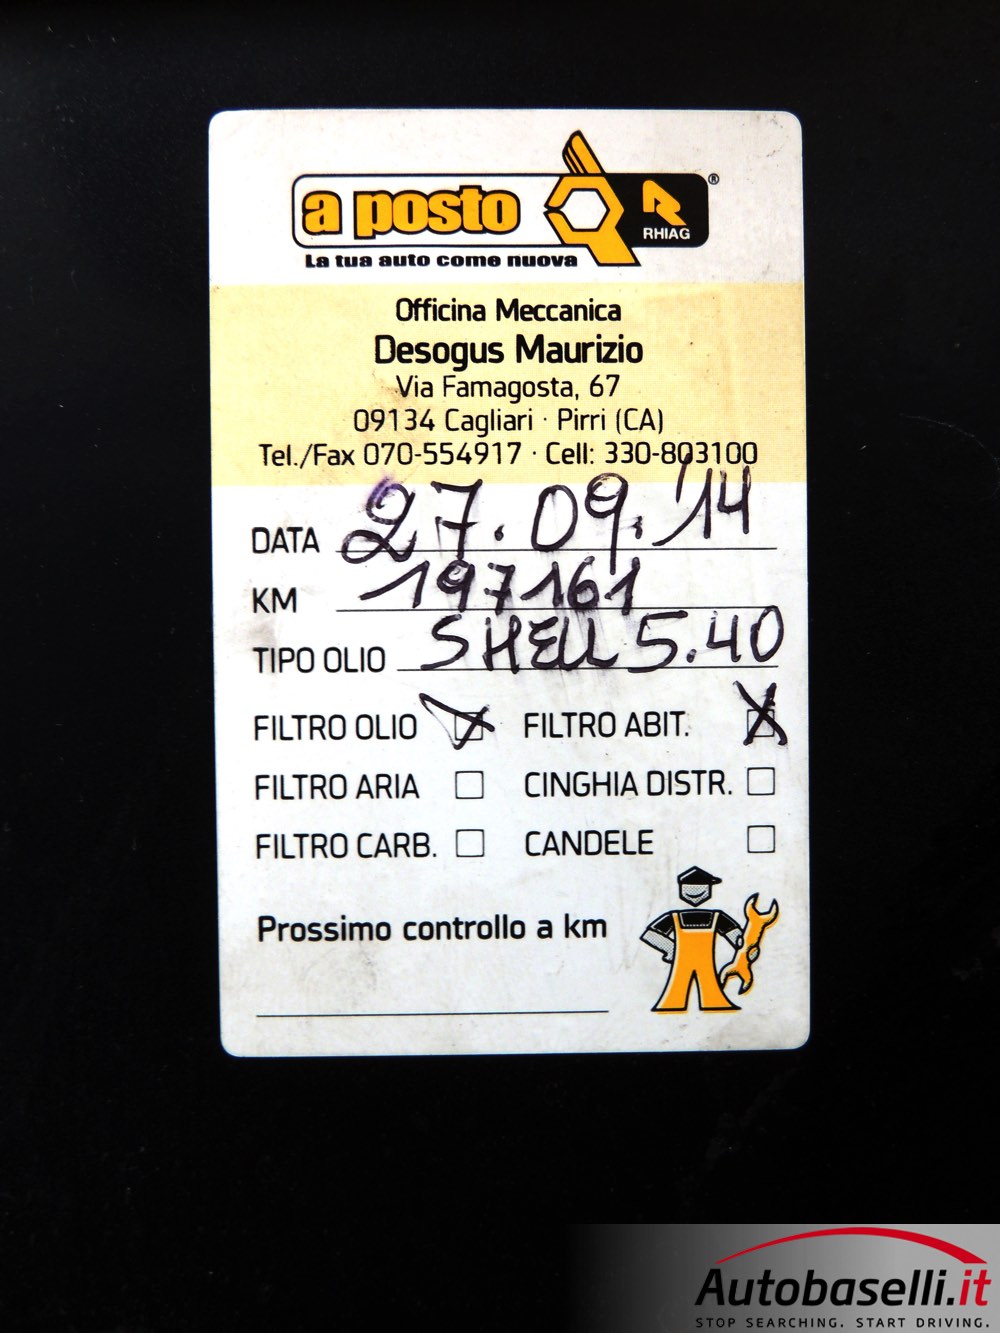 a posto
RHIAG
®
La tua auto come nuova
Officina Meccanica
Desogus Maurizio
Via Famagosta, 67
09134 Cagliari · Pirri (CA)
Tel./Fax 070-554917 · Cell: 330-803100
DATA 27.09.'14
KM 197161
TIPO OLIO SHELL 5.40
FILTRO OLIO FILTRO ABIT.
FILTRO ARIA CINGHIA DISTR.
FILTRO CARB. CANDELE
Prossimo controllo a km
Autobaselli.it
STOP SEARCHING. START DRIVING.